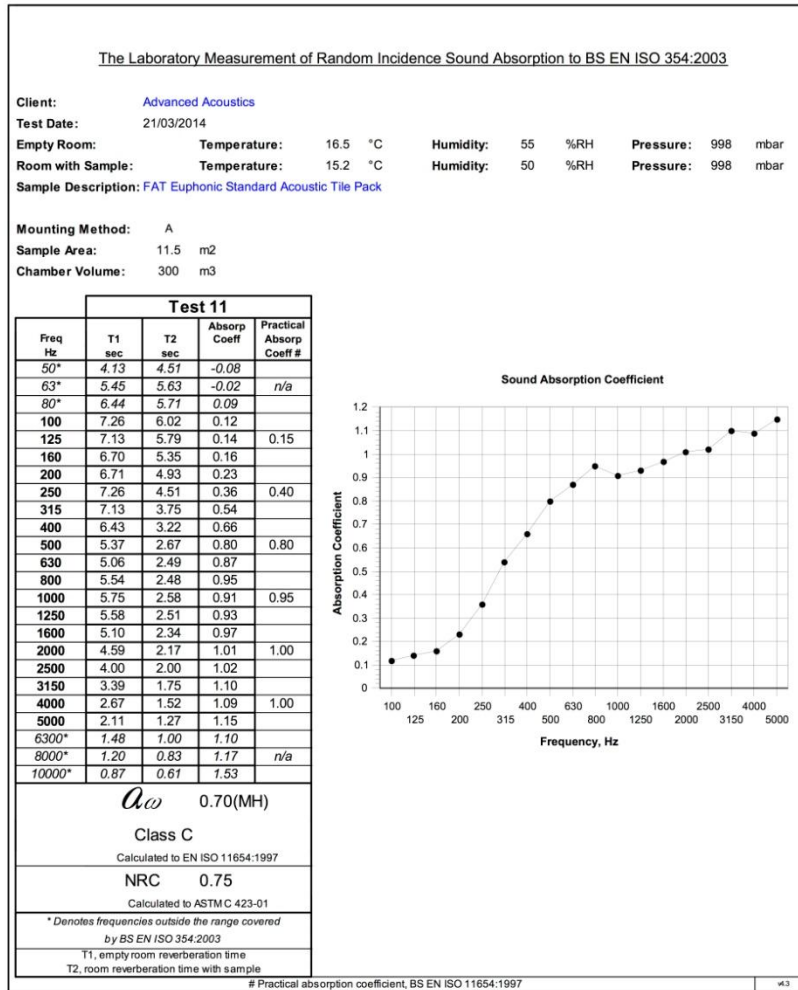 The Laboratory Measurement of Random Incidence Sound Absorption to BS EN ISO 354:2003
Client: Advanced Acoustics
Test Date: 21/03/2014
Empty Room: Temperature: 16.5 °C Humidity: 55 %RH Pressure: 998 mbar
Room with Sample: Temperature: 15.2 °C Humidity: 50 %RH Pressure: 998 mbar
Sample Description: FAT Euphonic Standard Acoustic Tile Pack
Mounting Method: A
Sample Area: 11.5 m2
Chamber Volume: 300 m3
Test 11
Freq Hz T1 sec T2 sec Absorp Coeff Practical Absorp Coeff #
50* 4.13 4.51 -0.08
63* 5.45 5.63 -0.02 n/a
80* 6.44 5.71 0.09
100 7.26 6.02 0.12
125 7.13 5.79 0.14 0.15
160 6.70 5.35 0.16
200 6.71 4.93 0.23
250 7.26 4.51 0.36 0.40
315 7.13 3.75 0.54
400 6.43 3.22 0.66
500 5.37 2.67 0.80 0.80
630 5.06 2.49 0.87
800 5.54 2.48 0.95
1000 5.75 2.58 0.91 0.95
1250 5.58 2.51 0.93
1600 5.10 2.34 0.97
2000 4.59 2.17 1.01 1.00
2500 4.00 2.00 1.02
3150 3.39 1.75 1.10
4000 2.67 1.52 1.09 1.00
5000 2.11 1.27 1.15
6300* 1.48 1.00 1.10
8000* 1.20 0.83 1.17 n/a
10000* 0.87 0.61 1.53
αω 0.70(MH)
Class C
Calculated to EN ISO 11654:1997
NRC 0.75
Calculated to ASTM C 423-01
* Denotes frequencies outside the range covered
by BS EN ISO 354:2003
T1, empty room reverberation time
T2, room reverberation time with sample
Sound Absorption Coefficient
Absorption Coefficient
1.2
1.1
1
0.9
0.8
0.7
0.6
0.5
0.4
0.3
0.2
0.1
0
100 160 250 400 630 1000 1600 2500 4000
125 200 315 500 800 1250 2000 3150 5000
Frequency, Hz
# Practical absorption coefficient, BS EN ISO 11654:1997
v4.3